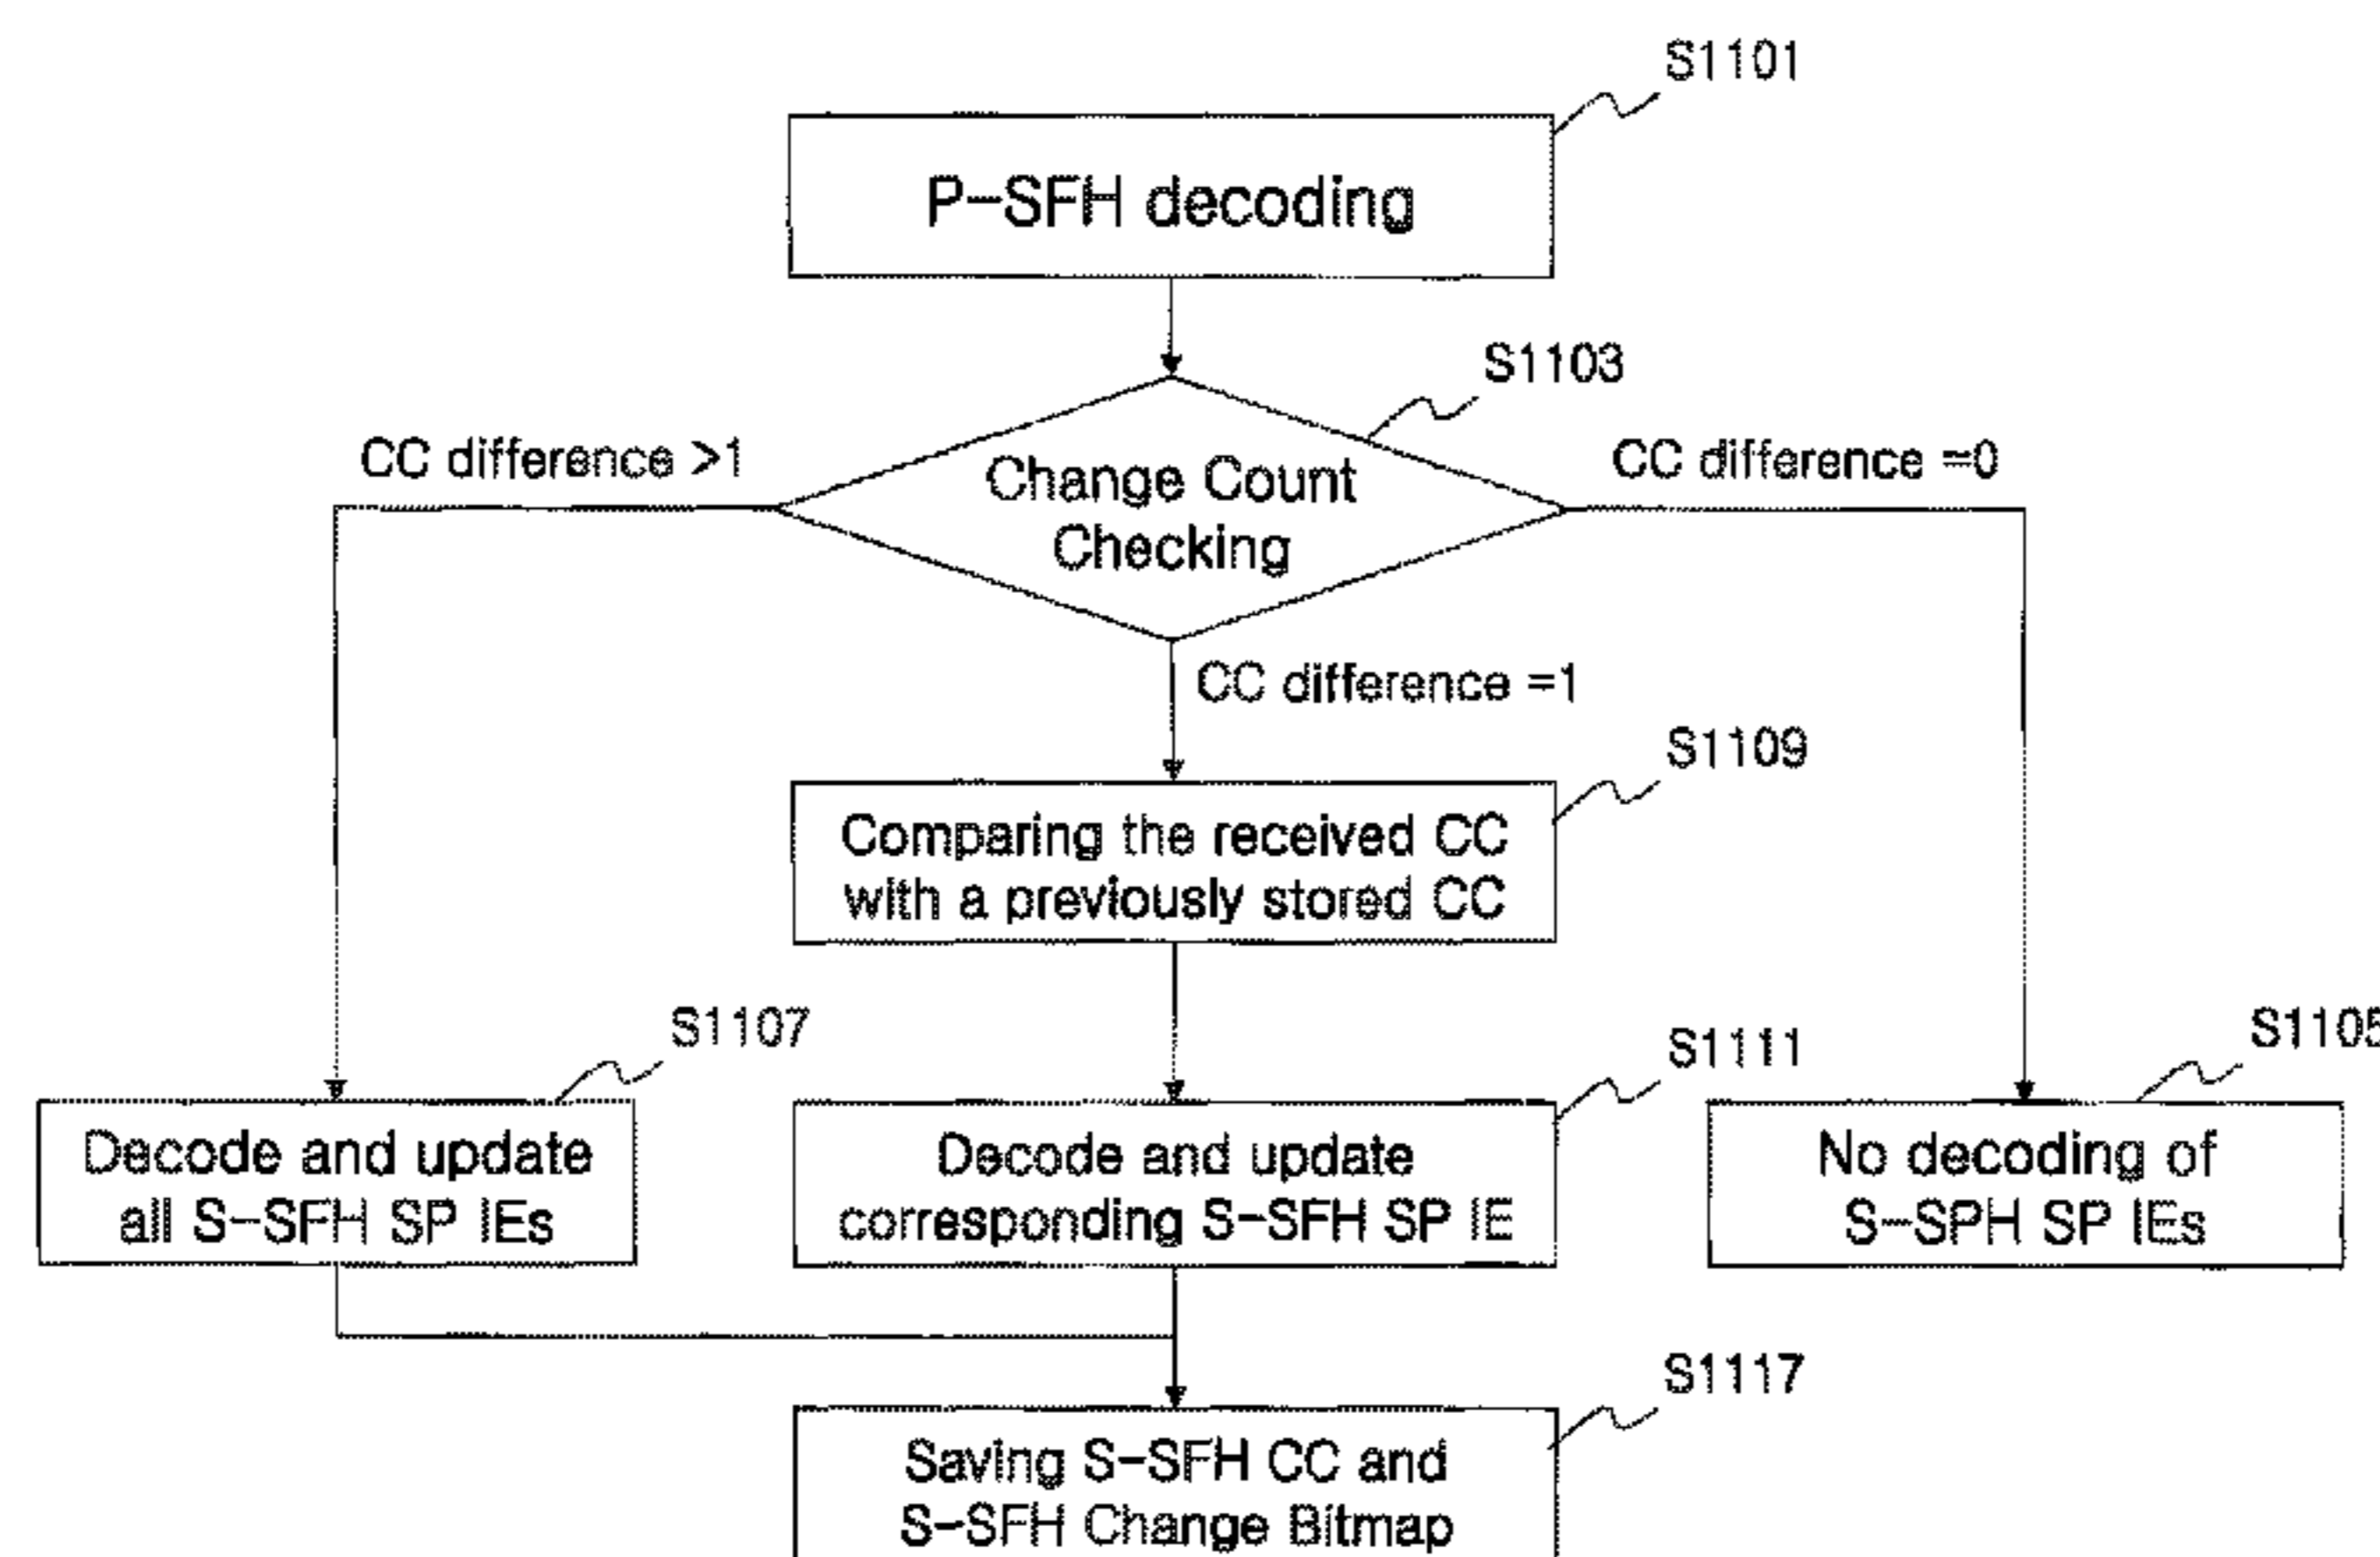 S1101
P-SFH decoding
S1103
CC difference >1
Change Count
Checking
CC difference =0
CC difference =1
S1109
Comparing the received CC
with a previously stored CC
S1107
S1111
S1105
Decode and update
all S-SFH SP IEs
Decode and update
corresponding S-SFH SP IE
No decoding of
S-SPH SP IEs
S1117
Saving S-SFH CC and
S-SFH Change Bitmap